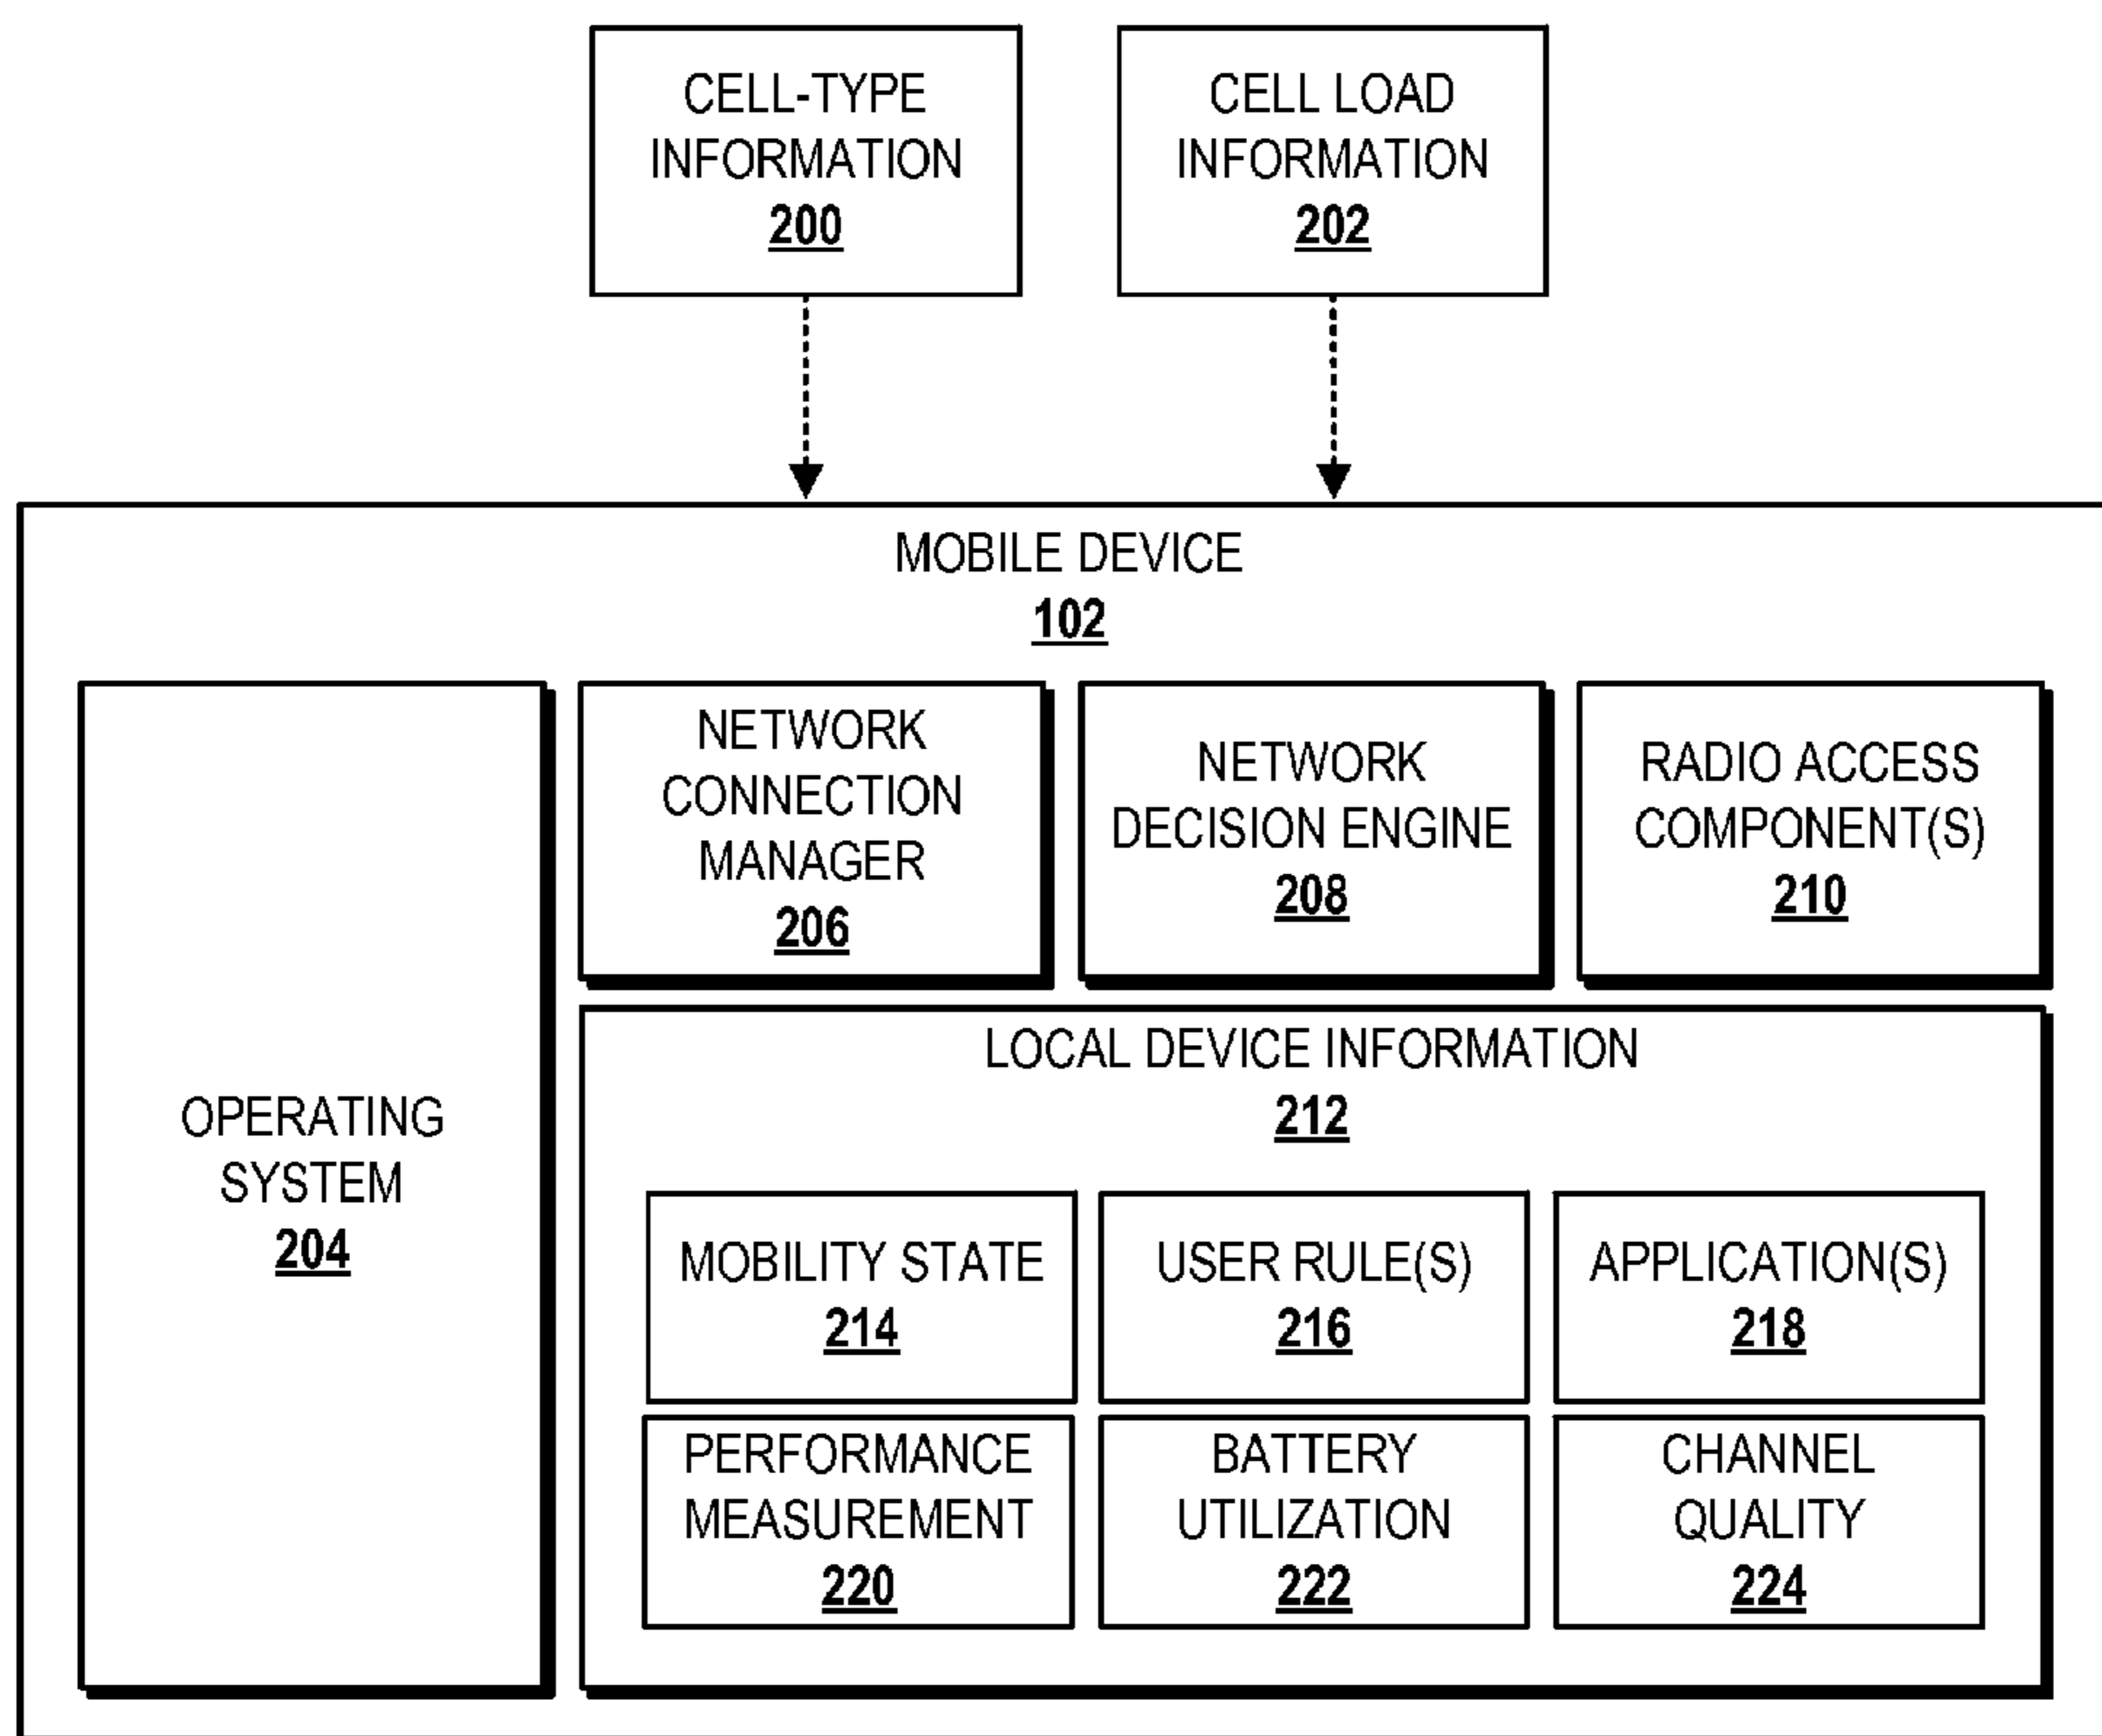 CELL-TYPE
INFORMATION
200
CELL LOAD
INFORMATION
202
MOBILE DEVICE
102
OPERATING
SYSTEM
204
NETWORK
CONNECTION
MANAGER
206
NETWORK
DECISION ENGINE
208
RADIO ACCESS
COMPONENT(S)
210
LOCAL DEVICE INFORMATION
212
MOBILITY STATE
214
USER RULE(S)
216
APPLICATION(S)
218
PERFORMANCE
MEASUREMENT
220
BATTERY
UTILIZATION
222
CHANNEL
QUALITY
224